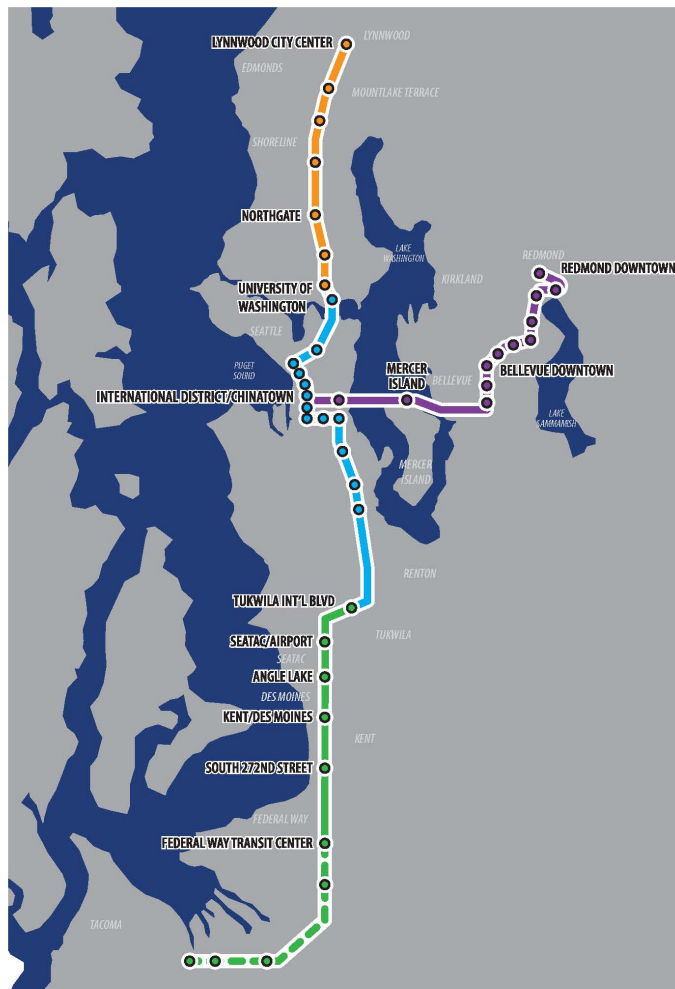 LYNNWOOD CITY CENTER
LYNNWOOD
EDMONDS
MOUNTLAKE TERRACE
SHORELINE
NORTHGATE
LAKE
WASHINGTON
REDMOND
REDMOND DOWNTOWN
KIRKLAND
UNIVERSITY OF
WASHINGTON
SEATTLE
PUGET
SOUND
MERCER
ISLAND
BELLEVUE
BELLEVUE DOWNTOWN
INTERNATIONAL DISTRICT/CHINATOWN
LAKE
SAMMAMISH
MERCER
ISLAND
RENTON
TUKWILA INT'L BLVD
TUKWILA
SEATAC/AIRPORT
SEATAC
ANGLE LAKE
DES MOINES
KENT/DES MOINES
KENT
SOUTH 272ND STREET
FEDERAL WAY
FEDERAL WAY TRANSIT CENTER
TACOMA